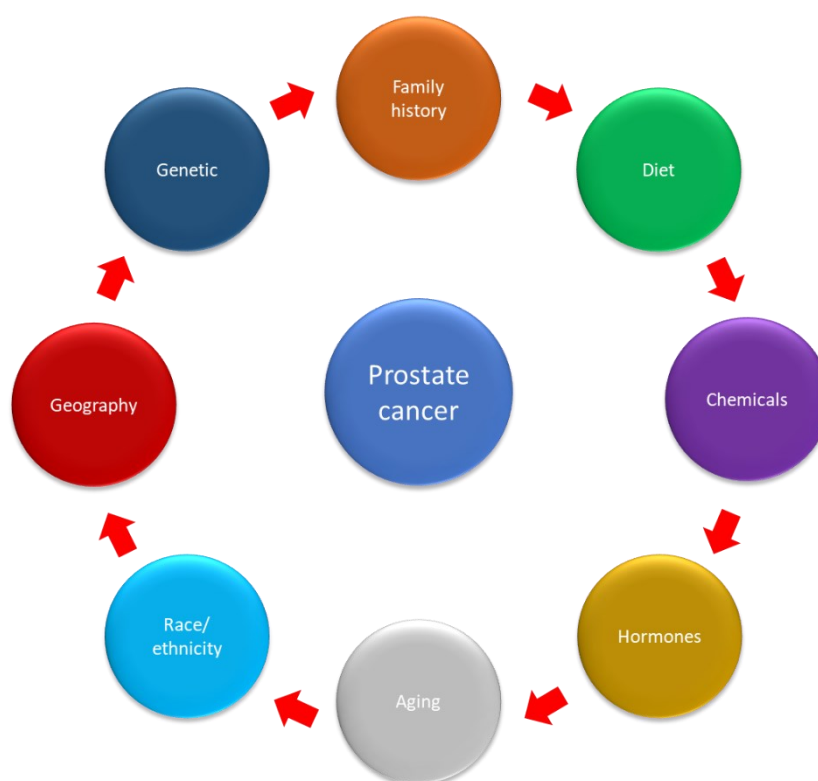 Family
history
Genetic
Diet
Prostate
cancer
Geography
Chemicals
Race/
ethnicity
Hormones
Aging